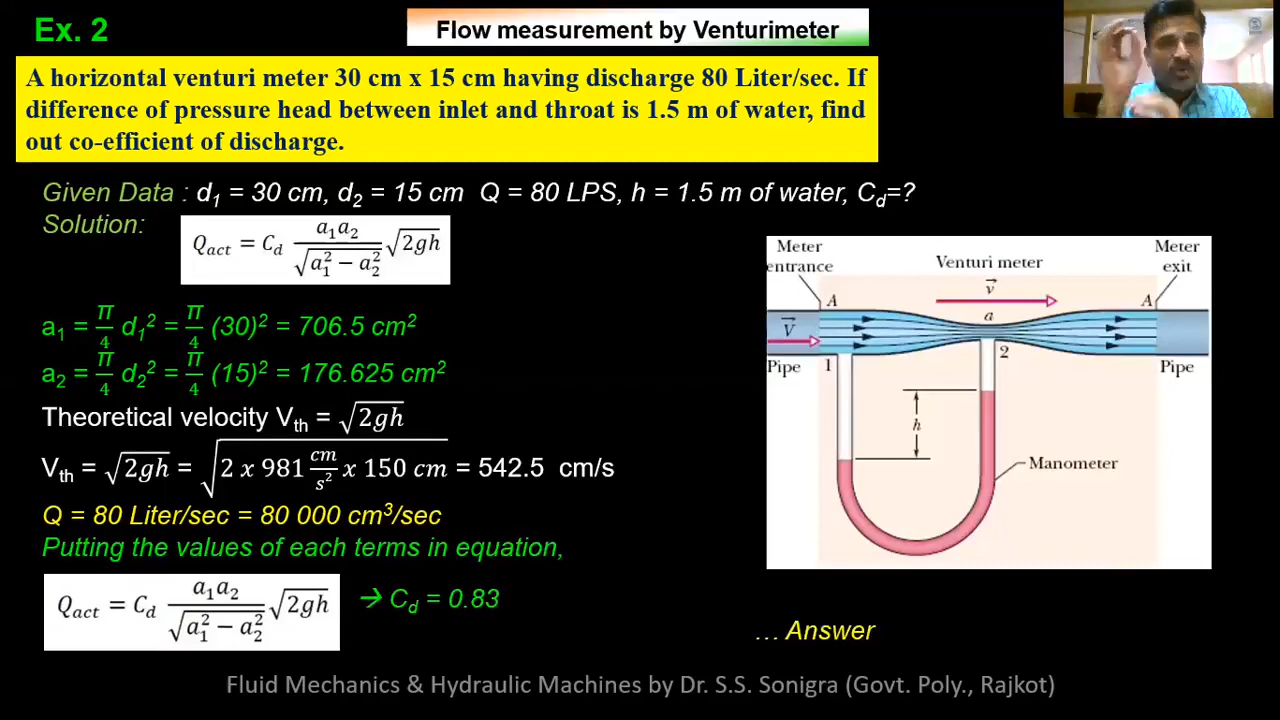 Ex. 2
Flow measurement by Venturimeter
A horizontal venturi meter 30 cm x 15 cm having discharge 80 Liter/sec. If
difference of pressure head between inlet and throat is 1.5 m of water, find
out co-efficient of discharge.
Given Data : d₁ = 30 cm, d₂ = 15 cm Q = 80 LPS, h = 1.5 m of water, C_d=?
Solution:
Q_act = C_d a₁a₂/√(a₁² − a₂²) √(2gh)
a₁ = π/4 d₁² = π/4 (30)² = 706.5 cm²
a₂ = π/4 d₂² = π/4 (15)² = 176.625 cm²
Theoretical velocity V_th = √(2gh)
V_th = √(2gh) = √(2 x 981 cm/s² x 150 cm) = 542.5 cm/s
Q = 80 Liter/sec = 80 000 cm³/sec
Putting the values of each terms in equation,
Q_act = C_d a₁a₂/√(a₁² − a₂²) √(2gh) → C_d = 0.83
Meter
entrance
Venturi meter
Meter
exit
A
v
A
V
a
2
Pipe
1
Pipe
h
Manometer
... Answer
Fluid Mechanics & Hydraulic Machines by Dr. S.S. Sonigra (Govt. Poly., Rajkot)